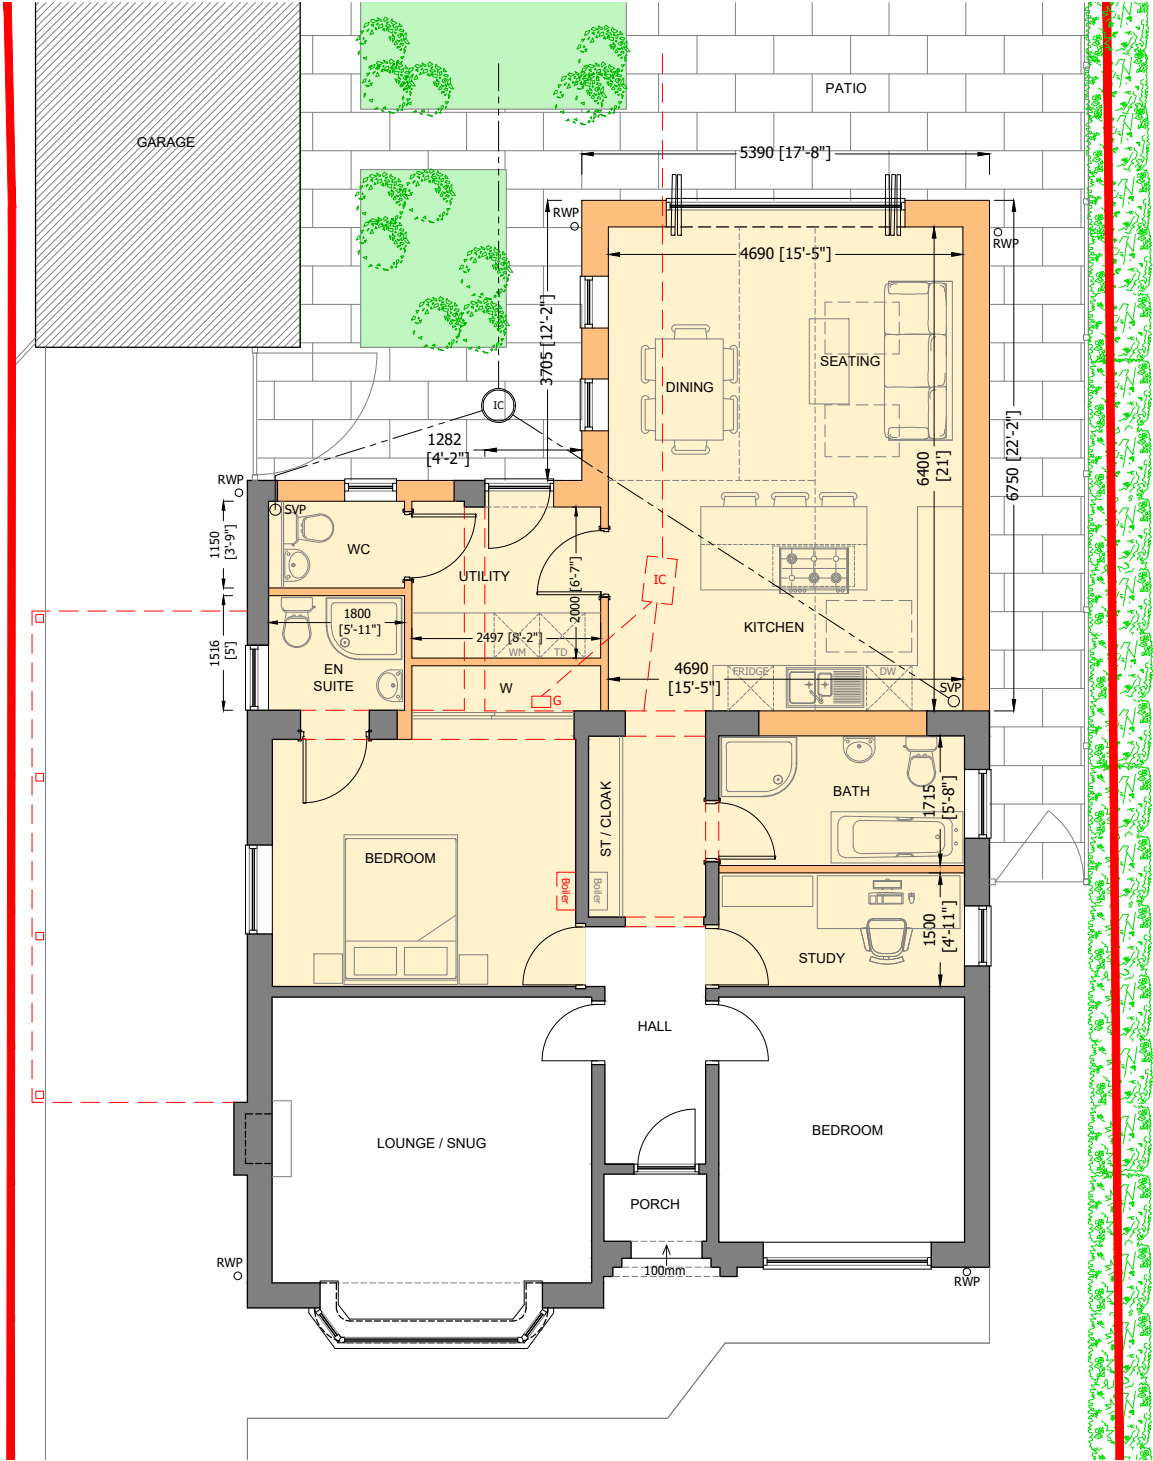 PATIO
GARAGE
5390 [17'-8"]
RWP
RWP
4690 [15'-5"]
3705 [12'-2"]
SEATING
DINING
IC
1282
[4'-2"]
6400
[21']
6750 [22'-2"]
RWP
SVP
1150
[3'-9"]
WC
UTILITY
2000 [6'-7"]
IC
1800
[5'-11"]
1516
[5']
2497 [8'-2"]
WM
TD
KITCHEN
EN
SUITE
W
G
4690
[15'-5"]
FRIDGE
DW
SVP
ST / CLOAK
BATH
1715
[5'-8"]
BEDROOM
Boiler
Boiler
1500
[4'-11"]
STUDY
HALL
LOUNGE / SNUG
BEDROOM
PORCH
100mm
RWP
RWP